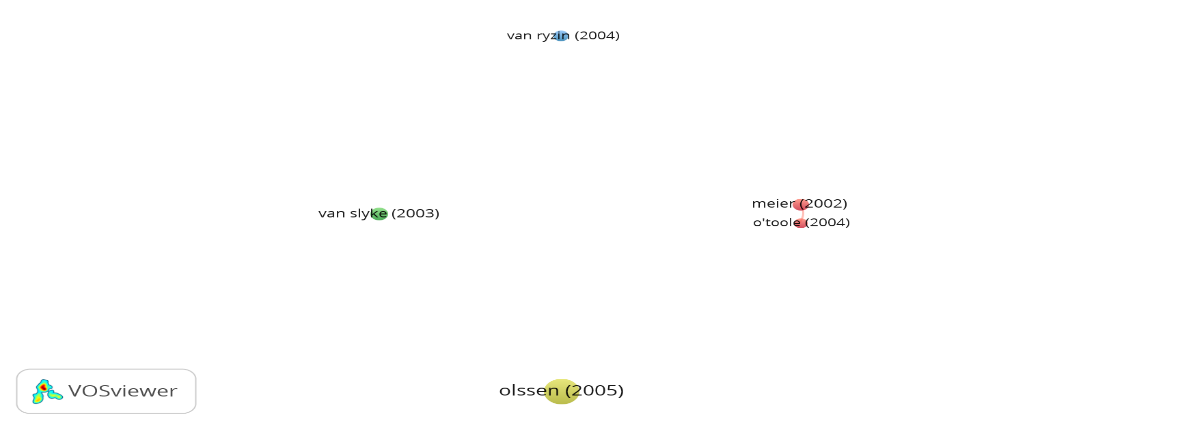 van ryzin (2004)
van slyke (2003)
meier (2002)
o'toole (2004)
olssen (2005)
VOSviewer